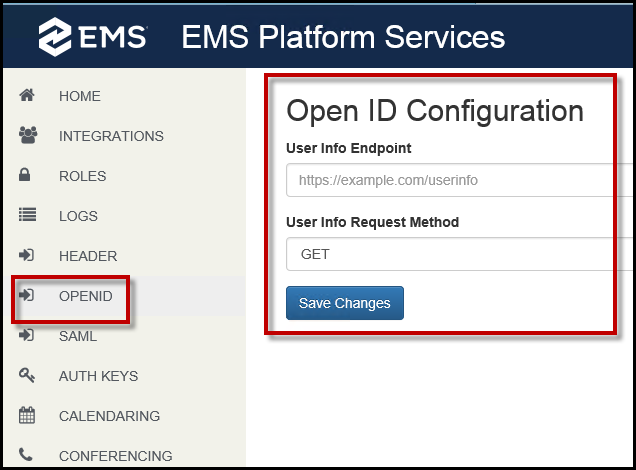 EMS EMS Platform Services
HOME
INTEGRATIONS
ROLES
LOGS
HEADER
OPENID
SAML
AUTH KEYS
CALENDARING
CONFERENCING
Open ID Configuration
User Info Endpoint
https://example.com/userinfo
User Info Request Method
GET
Save Changes